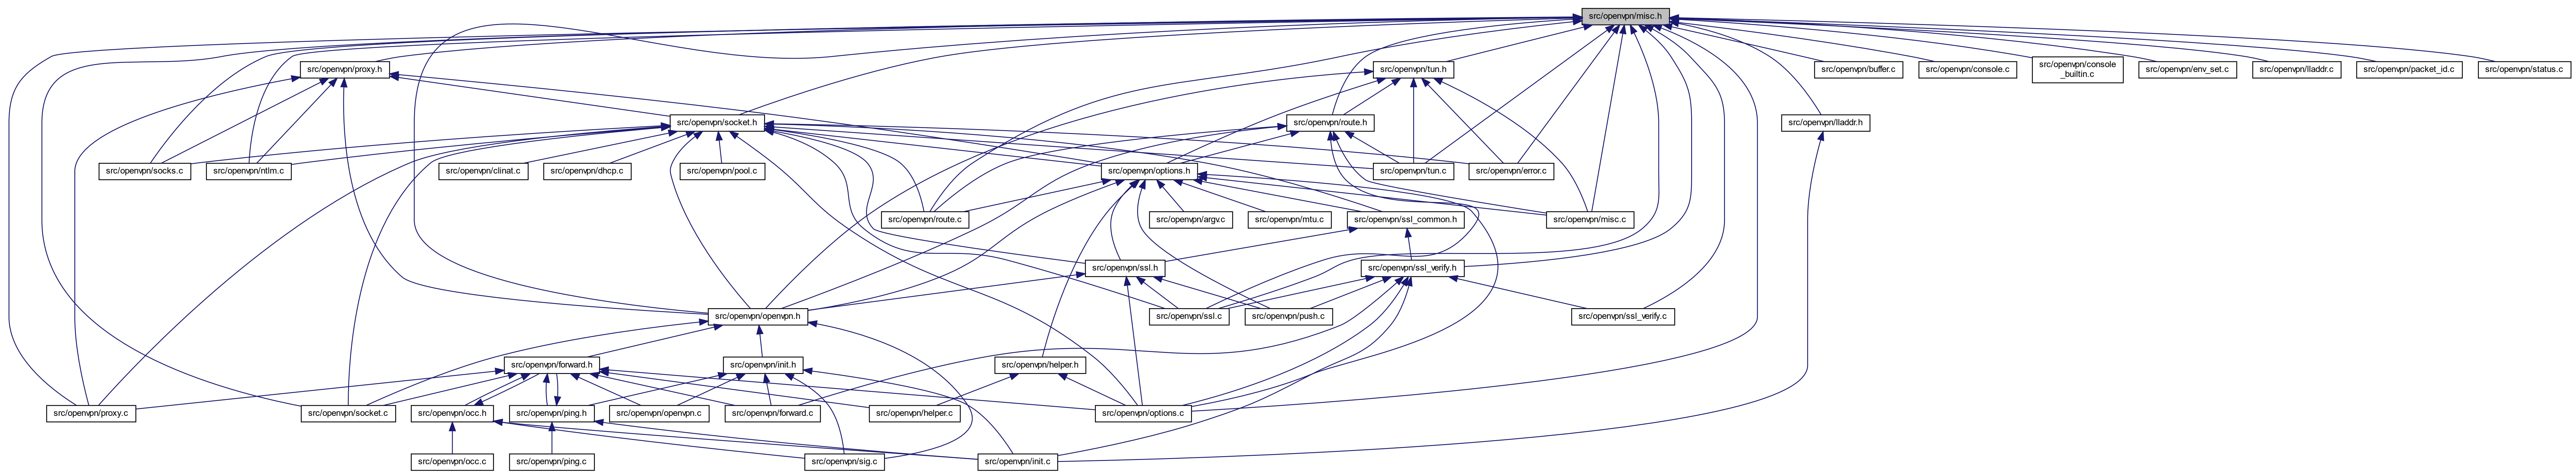 src/openvpn/misc.h
src/openvpn/proxy.h
src/openvpn/tun.h
src/openvpn/buffer.c
src/openvpn/console.c
src/openvpn/console
_builtin.c
src/openvpn/env_set.c
src/openvpn/lladdr.c
src/openvpn/packet_id.c
src/openvpn/status.c
src/openvpn/socket.h
src/openvpn/route.h
src/openvpn/lladdr.h
src/openvpn/socks.c
src/openvpn/ntlm.c
src/openvpn/clinat.c
src/openvpn/dhcp.c
src/openvpn/pool.c
src/openvpn/options.h
src/openvpn/tun.c
src/openvpn/error.c
src/openvpn/route.c
src/openvpn/argv.c
src/openvpn/mtu.c
src/openvpn/ssl_common.h
src/openvpn/misc.c
src/openvpn/ssl.h
src/openvpn/ssl_verify.h
src/openvpn/openvpn.h
src/openvpn/ssl.c
src/openvpn/push.c
src/openvpn/ssl_verify.c
src/openvpn/forward.h
src/openvpn/init.h
src/openvpn/helper.h
src/openvpn/proxy.c
src/openvpn/socket.c
src/openvpn/occ.h
src/openvpn/ping.h
src/openvpn/openvpn.c
src/openvpn/forward.c
src/openvpn/helper.c
src/openvpn/options.c
src/openvpn/occ.c
src/openvpn/ping.c
src/openvpn/sig.c
src/openvpn/init.c